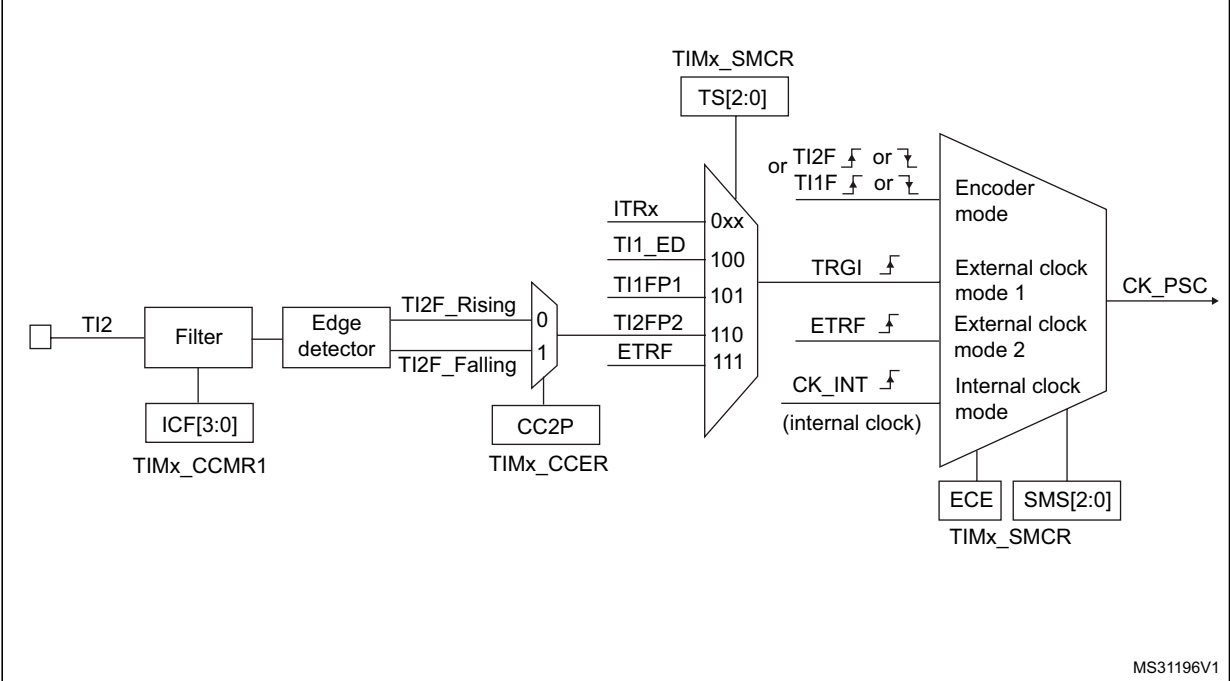 TIMx_SMCR
TS[2:0]
or TI2F or
TI1F or
Encoder
mode
ITRx
0xx
TI1_ED
100
TI1FP1
101
TI2FP2
110
ETRF
111
TRGI
External clock
mode 1
CK_PSC
ETRF
External clock
mode 2
CK_INT
(internal clock)
Internal clock
mode
TI2
Filter
Edge
detector
TI2F_Rising
0
TI2F_Falling
1
ICF[3:0]
TIMx_CCMR1
CC2P
TIMx_CCER
ECE
SMS[2:0]
TIMx_SMCR
MS31196V1